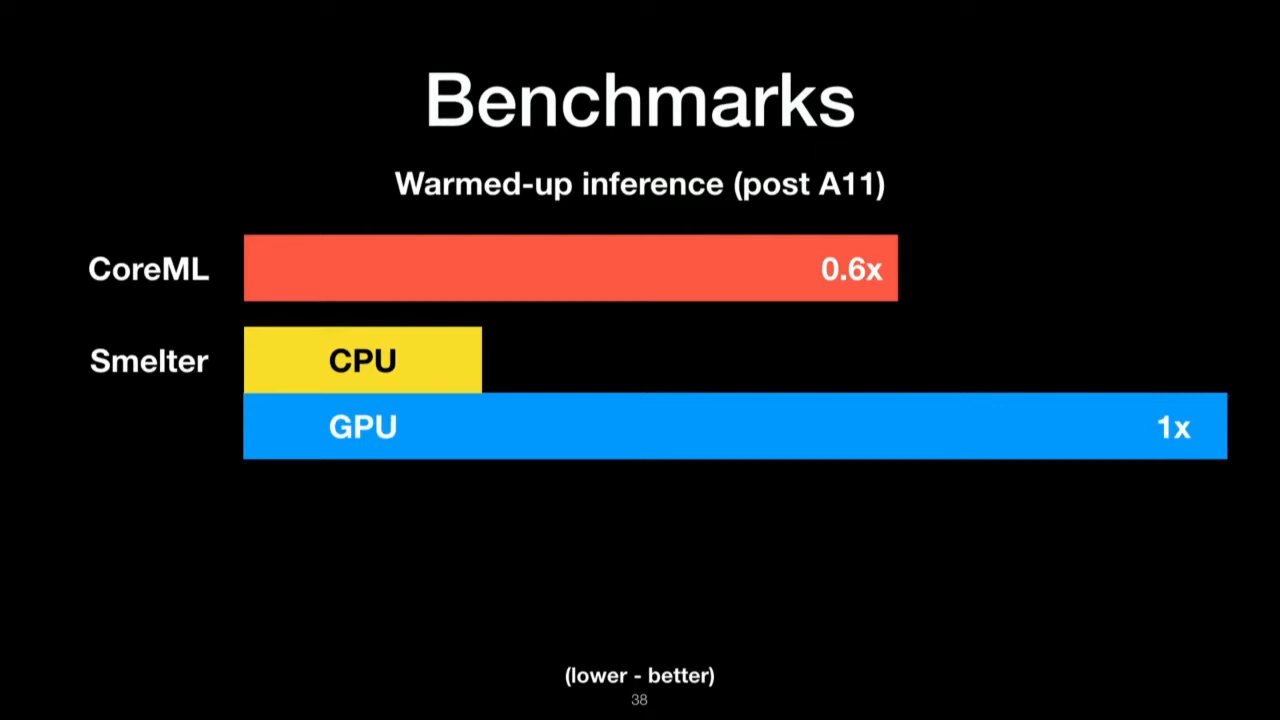 Benchmarks
Warmed-up inference (post A11)
CoreML 0.6x
Smelter CPU
GPU 1x
(lower - better)
38